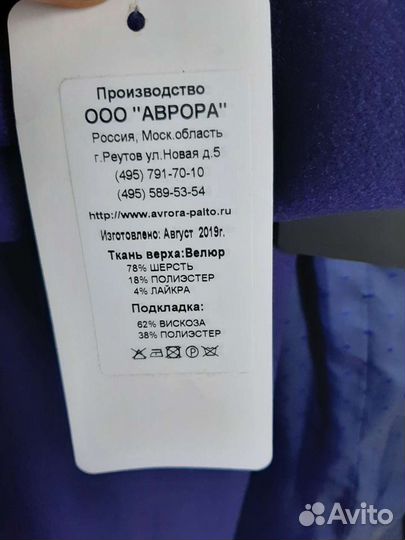 Производство
ООО "АВРОРА"
Россия, Моск.область
г.Реутов ул.Новая д.5
(495) 791-70-10
(495) 589-53-54
http://www.avrora-palto.ru
Изготовлено: Август 2019г.
Ткань верха:Велюр
78% ШЕРСТЬ
18% ПОЛИЭСТЕР
4% ЛАЙКРА
Подкладка:
62% ВИСКОЗА
38% ПОЛИЭСТЕР
Avito